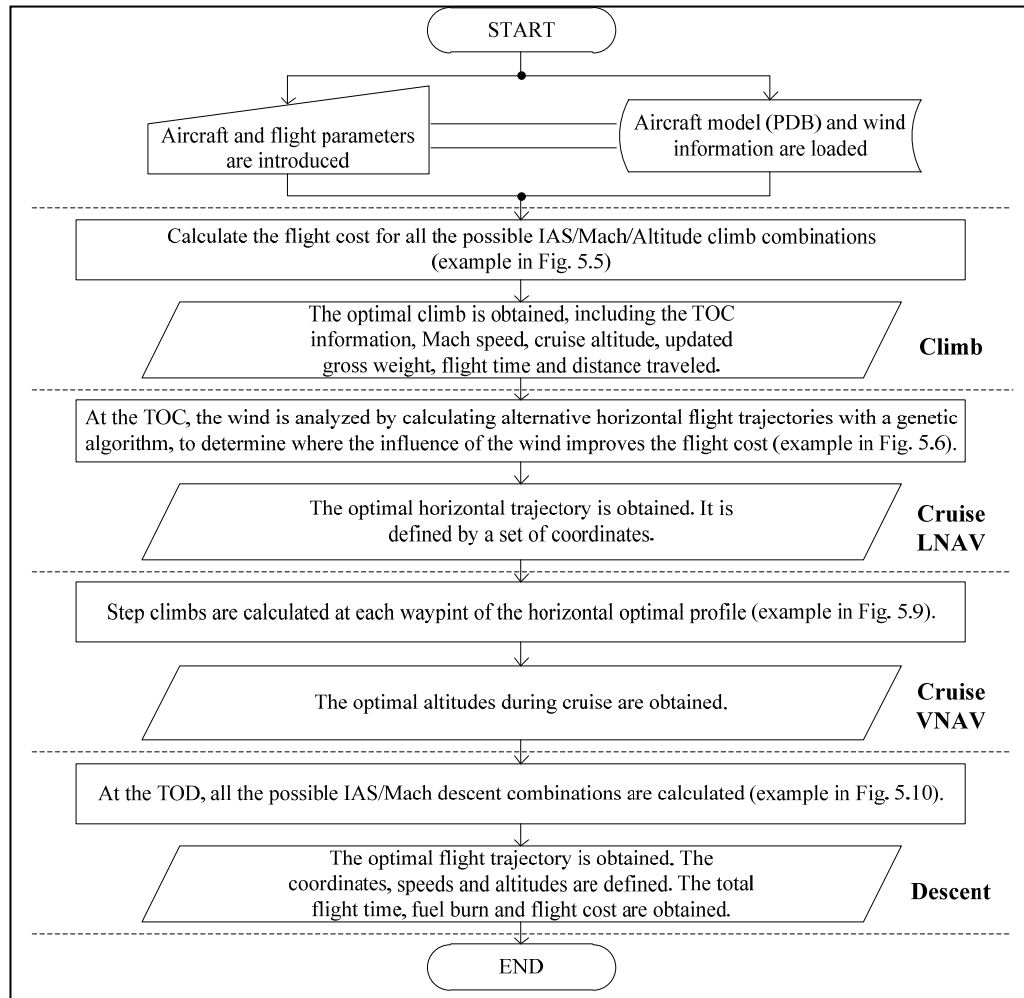 START
Aircraft and flight parameters
are introduced
Aircraft model (PDB) and wind
information are loaded
Calculate the flight cost for all the possible IAS/Mach/Altitude climb combinations
(example in Fig. 5.5)
The optimal climb is obtained, including the TOC
information, Mach speed, cruise altitude, updated
gross weight, flight time and distance traveled.
Climb
At the TOC, the wind is analyzed by calculating alternative horizontal flight trajectories with a genetic
algorithm, to determine where the influence of the wind improves the flight cost (example in Fig. 5.6).
The optimal horizontal trajectory is obtained. It is
defined by a set of coordinates.
Cruise
LNAV
Step climbs are calculated at each waypint of the horizontal optimal profile (example in Fig. 5.9).
The optimal altitudes during cruise are obtained.
Cruise
VNAV
At the TOD, all the possible IAS/Mach descent combinations are calculated (example in Fig. 5.10).
The optimal flight trajectory is obtained. The
coordinates, speeds and altitudes are defined. The total
flight time, fuel burn and flight cost are obtained.
Descent
END